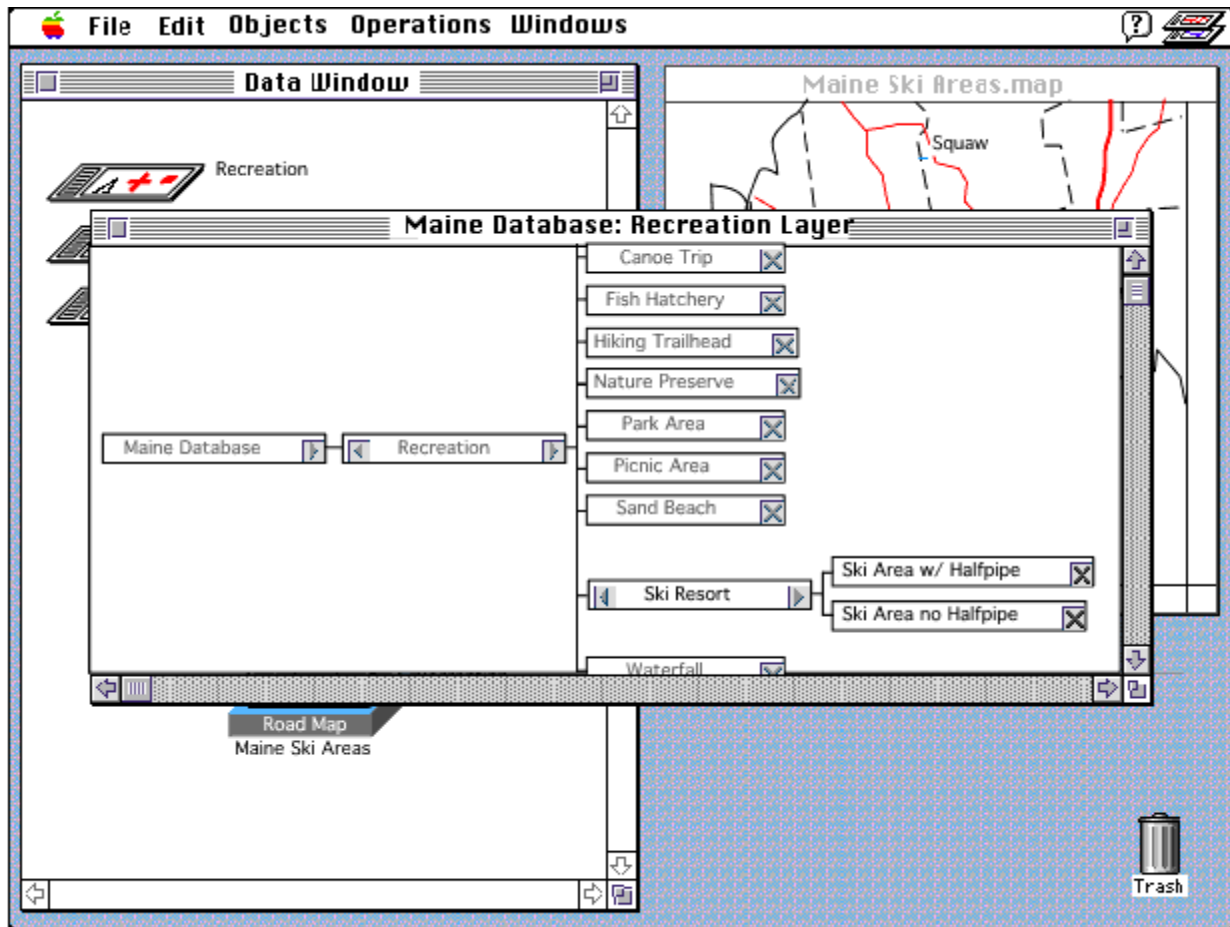 File Edit Objects Operations Windows
Data Window
Maine Ski Areas.map
Squaw
Recreation
Maine Database: Recreation Layer
Canoe Trip
Fish Hatchery
Hiking Trailhead
Nature Preserve
Park Area
Maine Database
Recreation
Picnic Area
Sand Beach
Ski Area w/ Halfpipe
Ski Resort
Ski Area no Halfpipe
Waterfall
Road Map
Maine Ski Areas
Trash